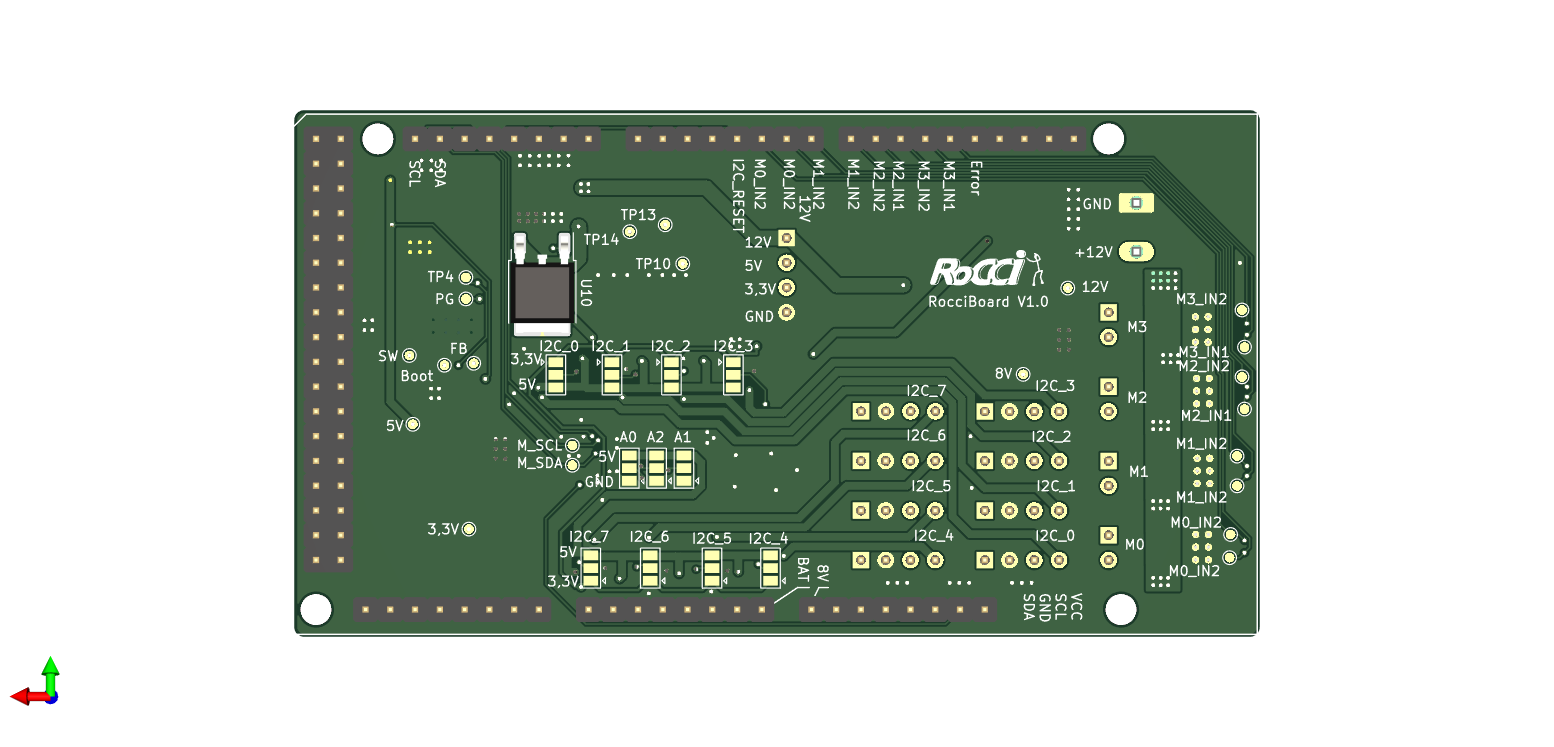 SCL
SDA
I2C_RESET
M0_IN2
M0_IN2
12V
M1_IN2
M1_IN2
M2_IN2
M2_IN1
M3_IN2
M3_IN1
Error
GND
+12V
TP13
TP14
TP10
12V
5V
3,3V
GND
TP4
PG
U10
RoCCi
RocciBoard V1.0
12V
M3_IN2
M3
SW
FB
Boot
3,3V
5V
I2C_0
I2C_1
I2C_2
I2C_3
M3_IN1
M2_IN2
8V
I2C_3
I2C_7
M2
M2_IN1
5V
M_SCL
M_SDA
5V
GND
A0
A2
A1
I2C_6
I2C_2
M1_IN2
M1
I2C_5
I2C_1
M1_IN2
3,3V
I2C_7
I2C_6
I2C_5
I2C_4
5V
3,3V
BAT
8V
I2C_4
I2C_0
M0_IN2
M0
M0_IN2
SDA
GND
SCL
VCC